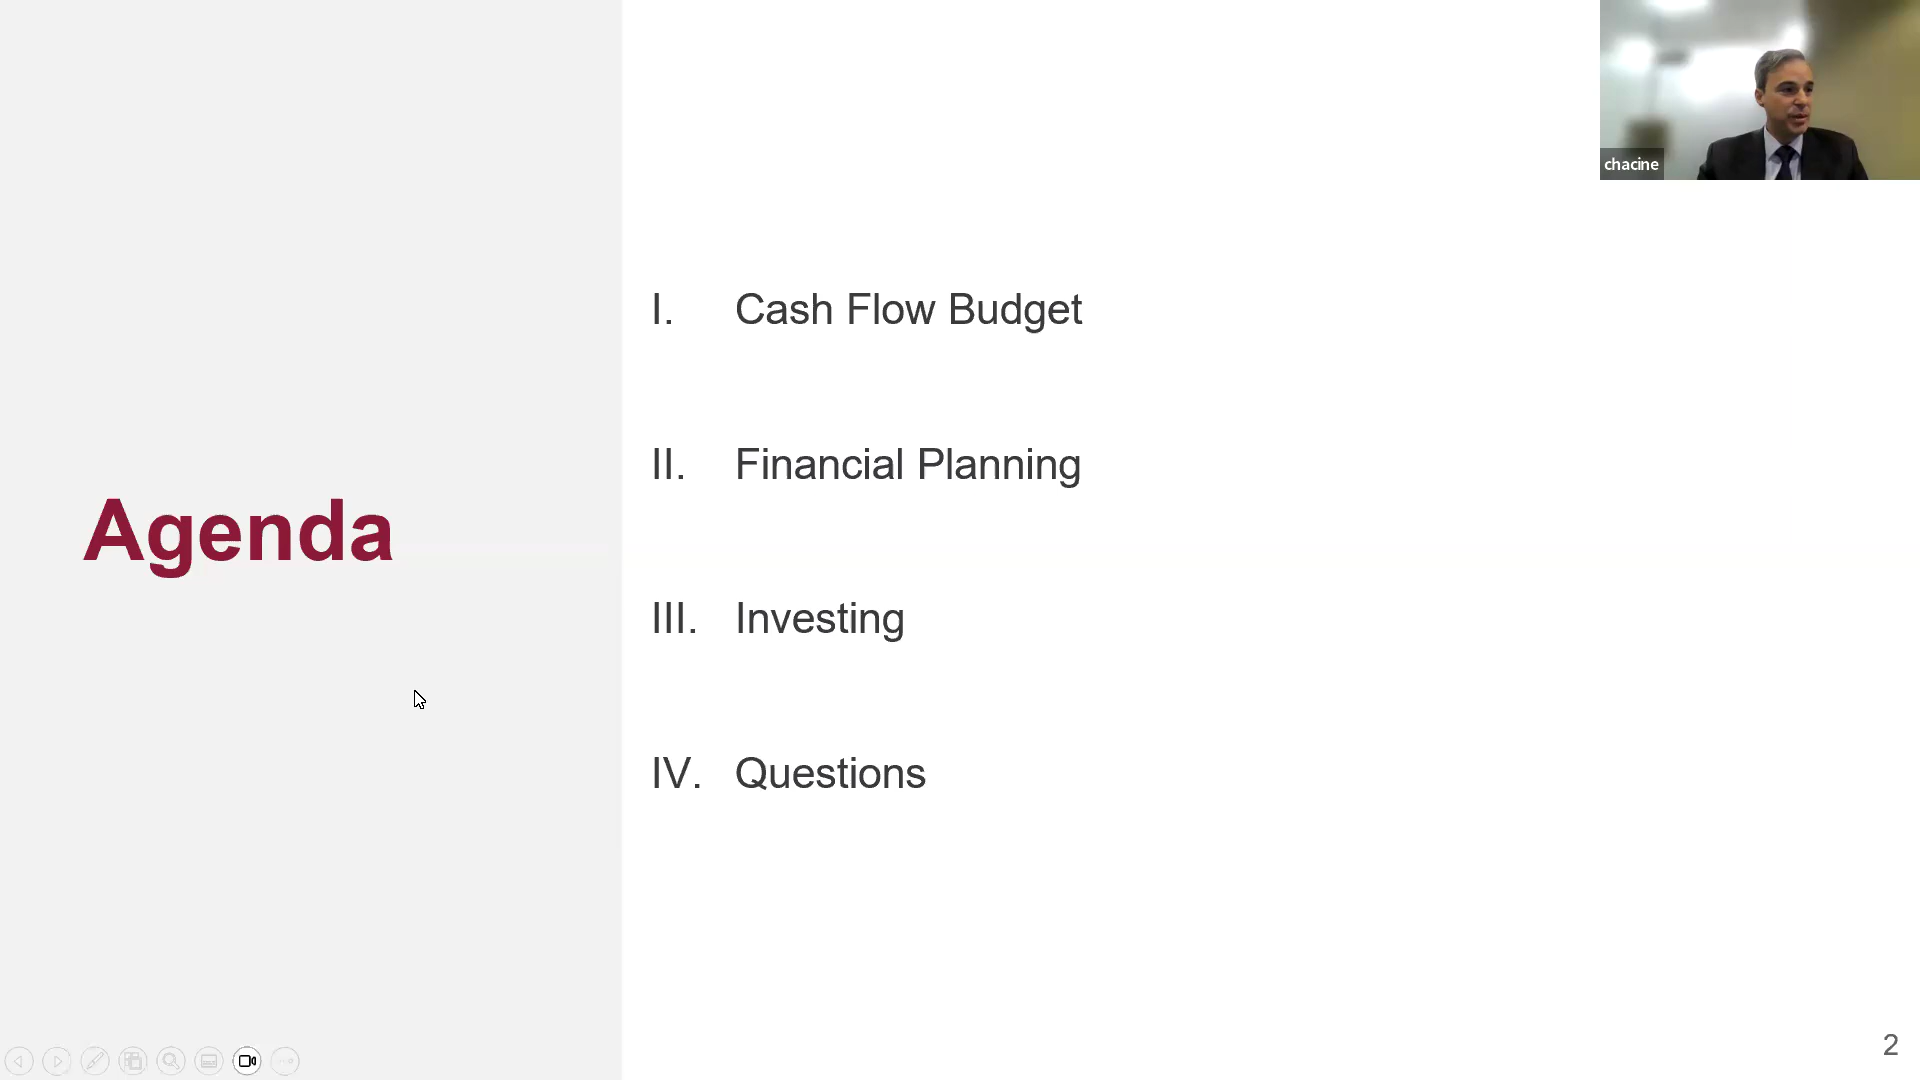 chacine
Agenda
I. Cash Flow Budget
II. Financial Planning
III. Investing
IV. Questions
2